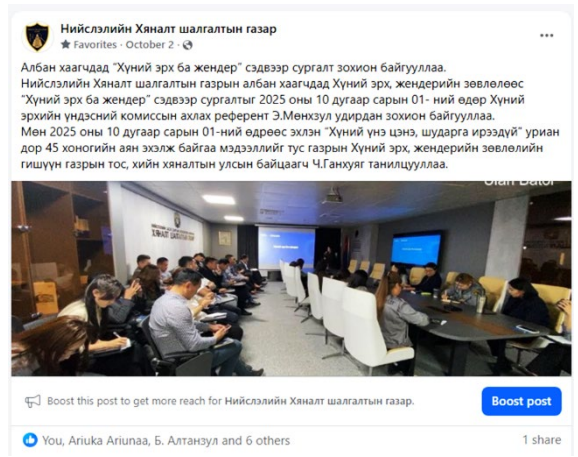 Нийслэлийн Хяналт шалгалтын газар
Favorites · October 2 ·
Албан хаагчдад “Хүний эрх ба жендер” сэдвээр сургалт зохион байгууллаа.
Нийслэлийн Хяналт шалгалтын газрын албан хаагчдад Хүний эрх, жендерийн зөвлөлөөс
“Хүний эрх ба жендер” сэдвээр сургалтыг 2025 оны 10 дугаар сарын 01- ний өдөр Хүний
эрхийн үндэсний комиссын ахлах референт Э.Мөнхзул удирдан зохион байгууллаа.
Мөн 2025 оны 10 дугаар сарын 01-ний өдрөөс эхлэн “Хүний үнэ цэнэ, шударга ирээдүй” уриан
дор 45 хоногийн аян эхэлж байгаа мэдээллийг тус газрын Хүний эрх, жендерийн зөвлөлийн
гишүүн газрын тос, хийн хяналтын улсын байцаагч Ч.Ганхуяг танилцууллаа.
Ulan Bator
ХЯНАЛТ ШАЛГАЛТЫН ГАЗАР
Boost this post to get more reach for Нийслэлийн Хяналт шалгалтын газар.
Boost post
You, Ariuka Ariunaa, Б. Алтанзул and 6 others
1 share